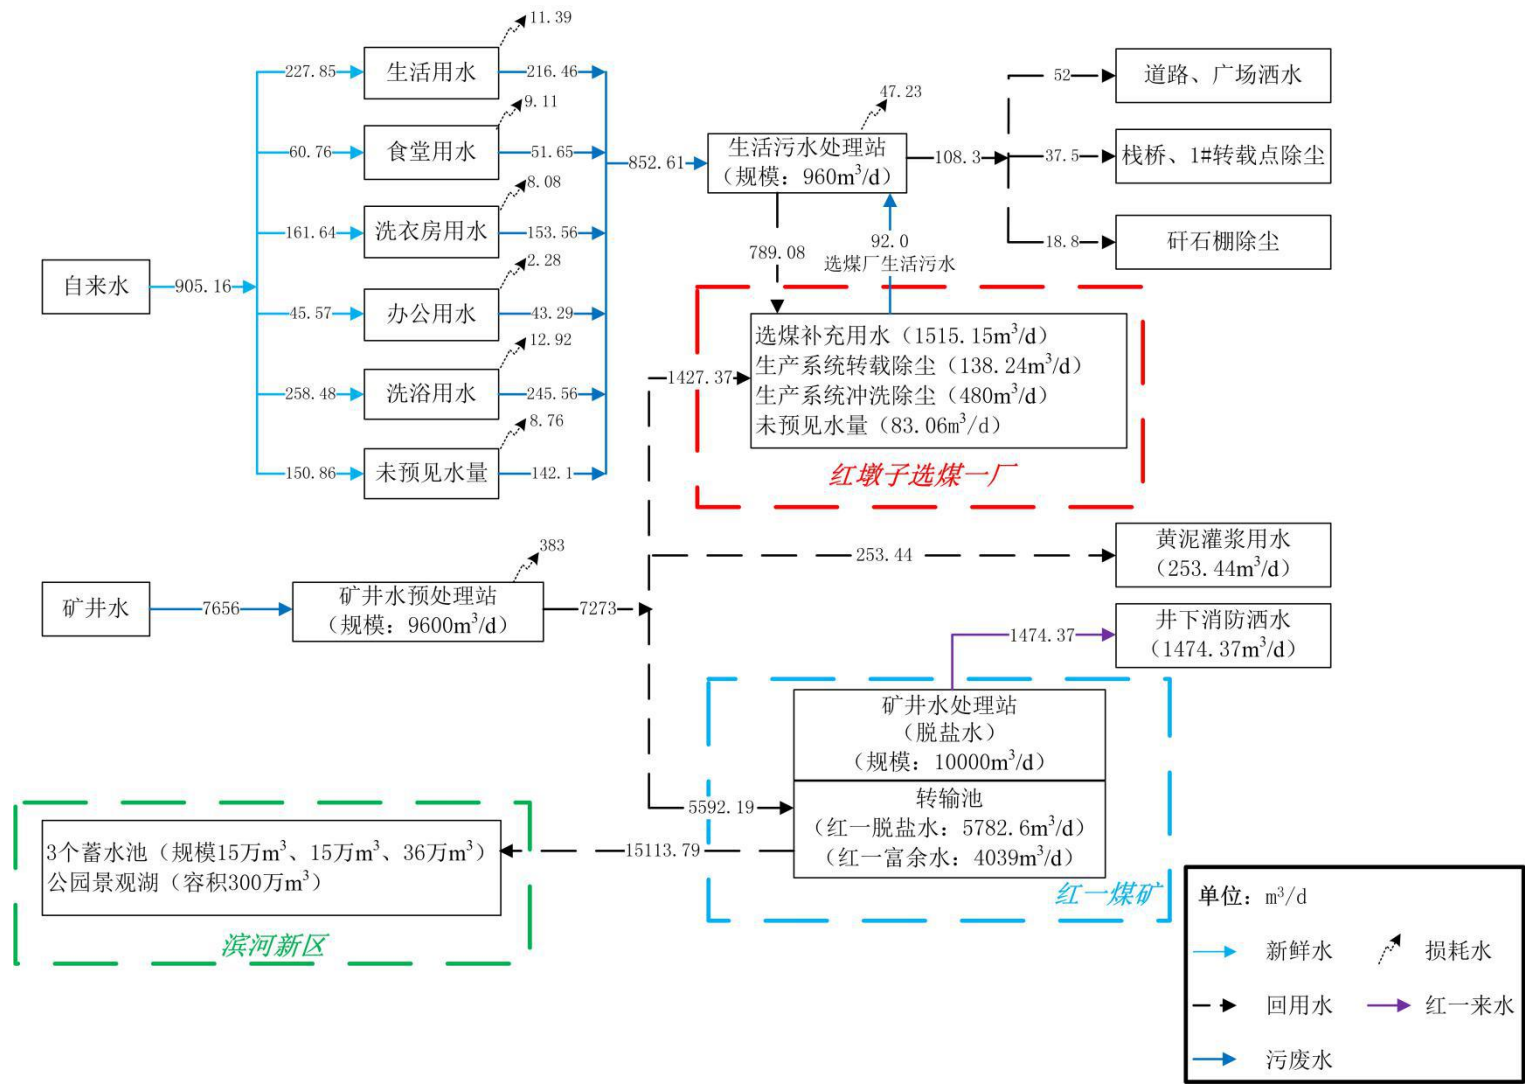 11.39
227.85
生活用水
216.46
9.11
60.76
食堂用水
51.65
8.08
161.64
洗衣房用水
153.56
2.28
自来水
905.16
45.57
办公用水
43.29
12.92
258.48
洗浴用水
245.56
8.76
150.86
未预见水量
142.1
852.61
47.23
生活污水处理站
(规模：960m³/d)
108.3
52
道路、广场洒水
37.5
栈桥、1#转载点除尘
18.8
矸石棚除尘
789.08
92.0
选煤厂生活污水
选煤补充用水（1515.15m³/d）
生产系统转载除尘（138.24m³/d）
生产系统冲洗除尘（480m³/d）
未预见水量（83.06m³/d）
1427.37
红墩子选煤一厂
383
矿井水
7656
矿井水预处理站
（规模：9600m³/d）
7273
253.44
黄泥灌浆用水
（253.44m³/d）
1474.37
井下消防洒水
（1474.37m³/d）
矿井水处理站
（脱盐水）
（规模：10000m³/d）
5592.19
转输池
（红一脱盐水：5782.6m³/d）
（红一富余水：4039m³/d）
15113.79
红一煤矿
3个蓄水池（规模15万m³、15万m³、36万m³）
公园景观湖（容积300万m³）
滨河新区
单位：m³/d
新鲜水
损耗水
回用水
红一来水
污废水